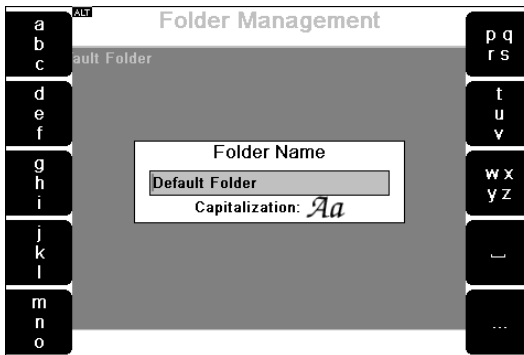 ALT
Folder Management
ault Folder
a
b
c
d
e
f
g
h
i
j
k
l
m
n
o
Folder Name
Default Folder
Capitalization: Aa
p q
r s
t
u
v
w x
y z
...